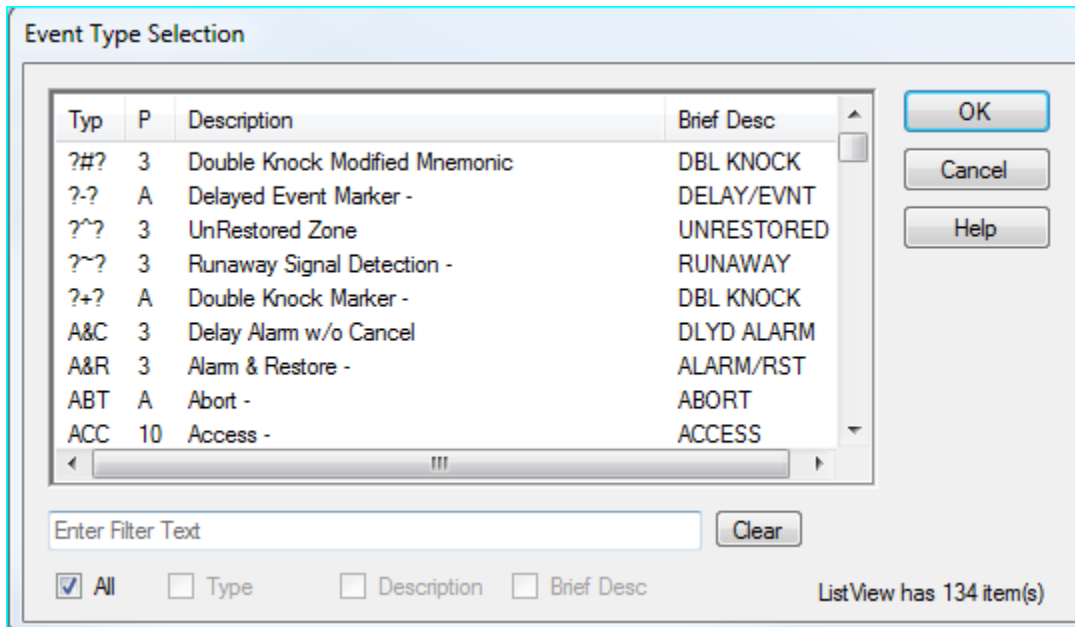 Event Type Selection
Typ P Description Brief Desc
?#? 3 Double Knock Modified Mnemonic DBL KNOCK
?-? A Delayed Event Marker - DELAY/EVNT
?^? 3 UnRestored Zone UNRESTORED
?~? 3 Runaway Signal Detection - RUNAWAY
?+? A Double Knock Marker - DBL KNOCK
A&C 3 Delay Alarm w/o Cancel DLYD ALARM
A&R 3 Alarm & Restore - ALARM/RST
ABT A Abort - ABORT
ACC 10 Access - ACCESS
OK
Cancel
Help
Enter Filter Text Clear
All Type Description Brief Desc ListView has 134 item(s)